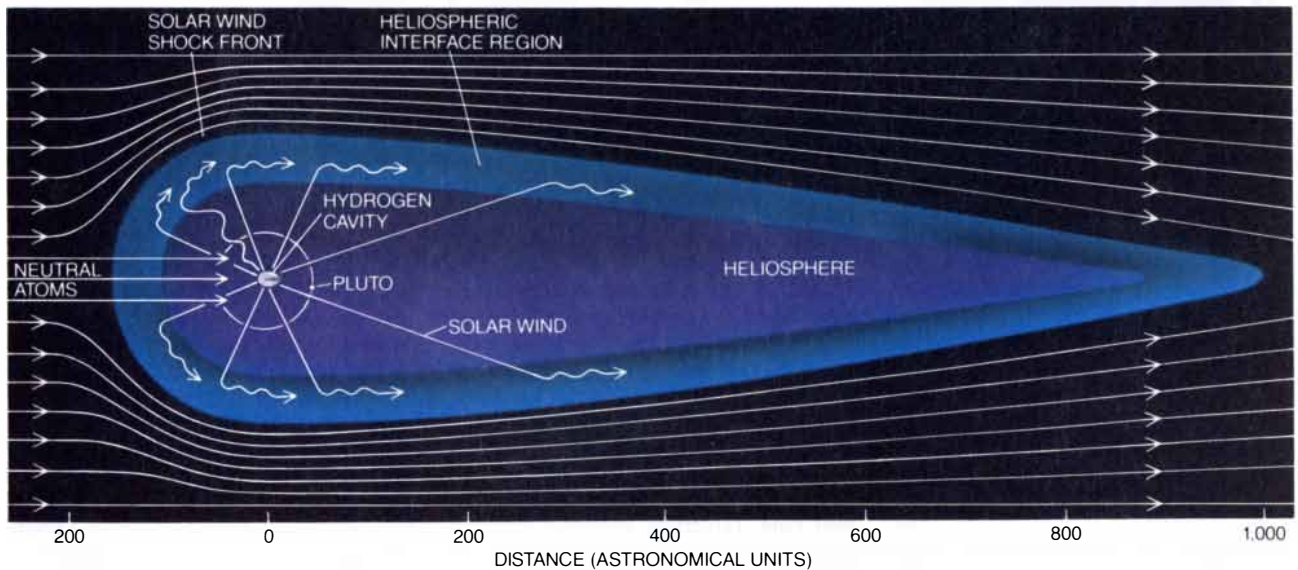 SOLAR WIND
SHOCK FRONT
HELIOSPHERIC
INTERFACE REGION
HYDROGEN
CAVITY
NEUTRAL
ATOMS
PLUTO
HELIOSPHERE
SOLAR WIND
200 0 200 400 600 800 1,000
DISTANCE (ASTRONOMICAL UNITS)